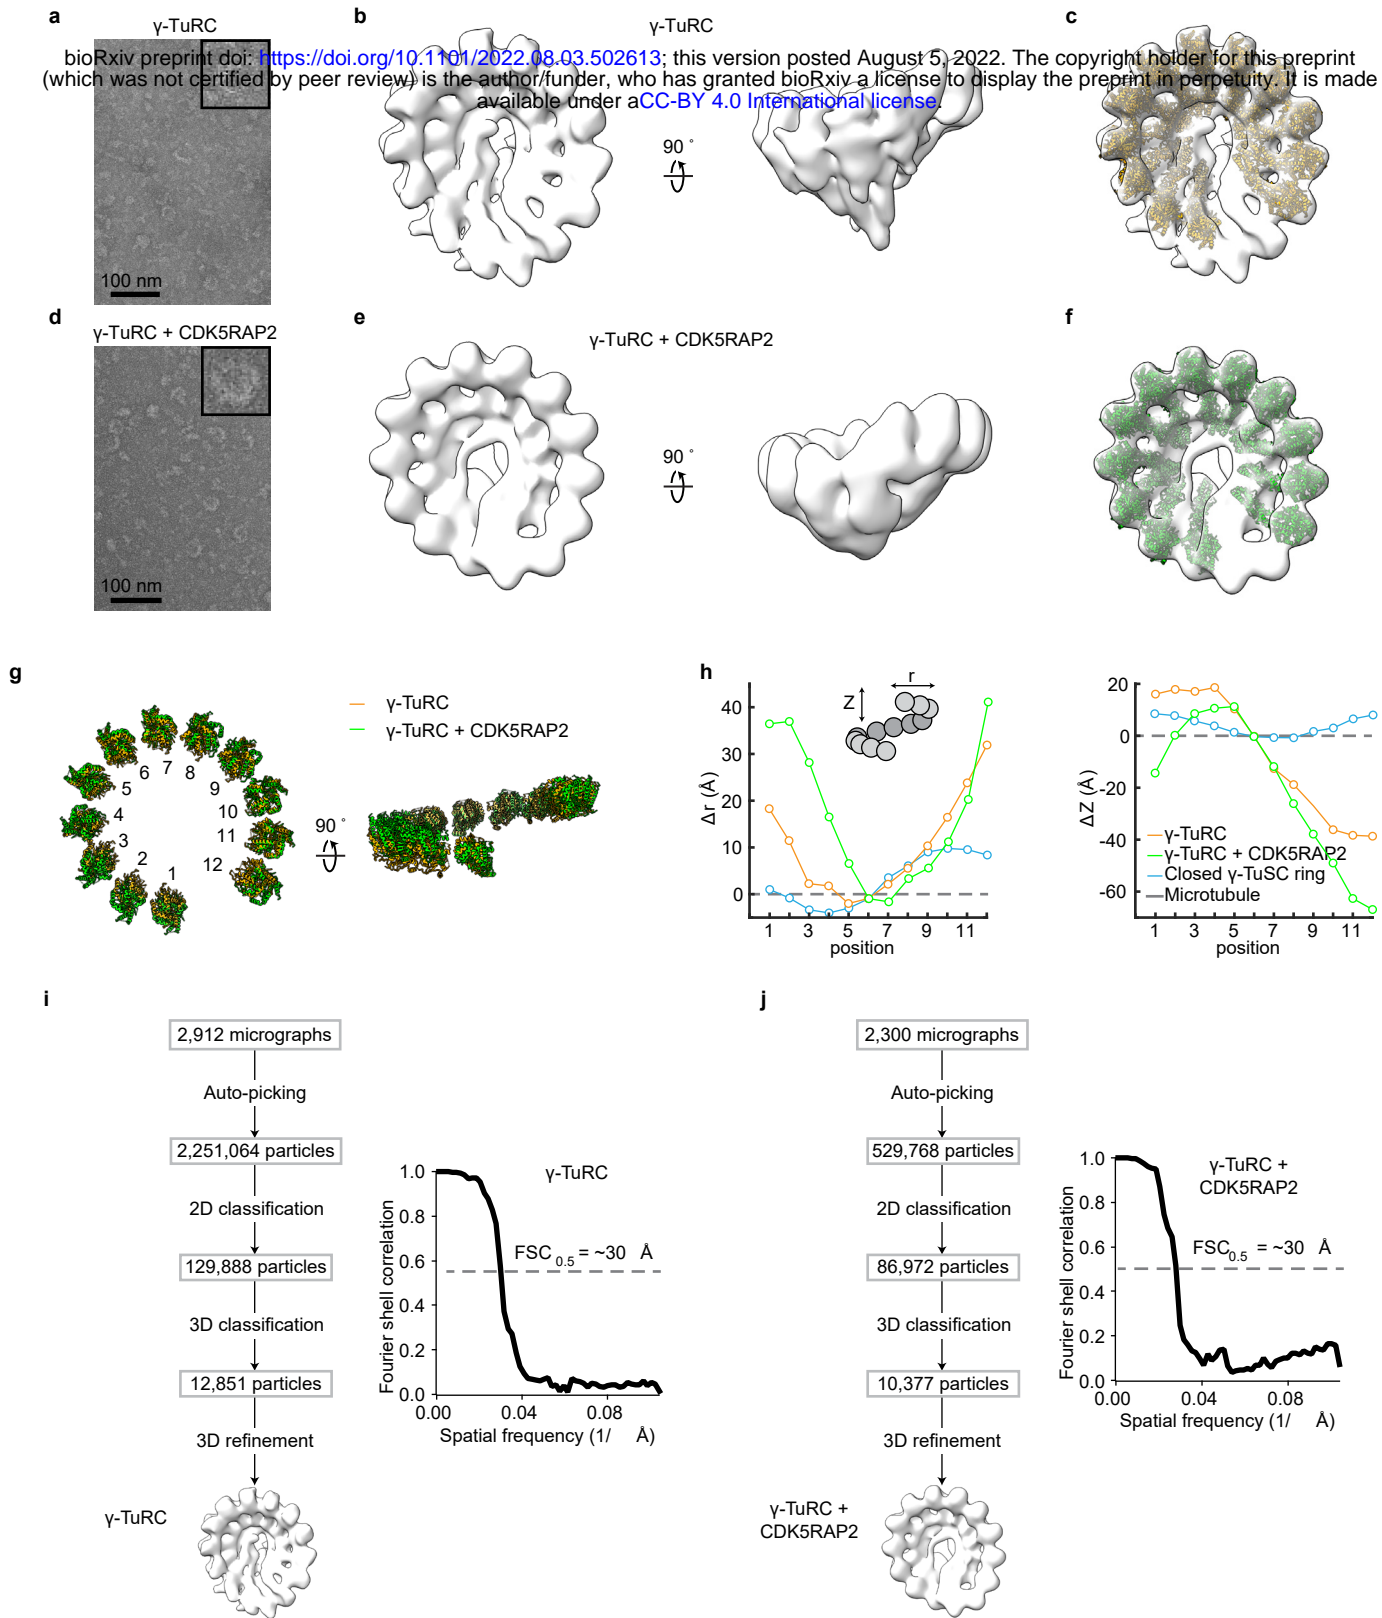 a
γ-TuRC
b
γ-TuRC
c
bioRxiv preprint doi: https://doi.org/10.1101/2022.08.03.502613; this version posted August 5, 2022. The copyright holder for this preprint
(which was not certified by peer review) is the author/funder, who has granted bioRxiv a license to display the preprint in perpetuity. It is made
available under aCC-BY 4.0 International license.
90 °
100 nm
d
γ-TuRC + CDK5RAP2
e
γ-TuRC + CDK5RAP2
f
90 °
100 nm
g
γ-TuRC
γ-TuRC + CDK5RAP2
1
2
3
4
5
6
7
8
9
10
11
12
90 °
h
r
Z
Δr (Å)
40
30
20
10
0
1 3 5 7 9 11
position
ΔZ (Å)
20
0
-20
-40
-60
γ-TuRC
γ-TuRC + CDK5RAP2
Closed γ-TuSC ring
Microtubule
1 3 5 7 9 11
position
i
2,912 micrographs
Auto-picking
2,251,064 particles
2D classification
129,888 particles
3D classification
12,851 particles
3D refinement
γ-TuRC
Fourier shell correlation
1.0
0.8
0.6
0.4
0.2
0.0
γ-TuRC
FSC0.5 = ~30 Å
0.00 0.04 0.08
Spatial frequency (1/ Å)
j
2,300 micrographs
Auto-picking
529,768 particles
2D classification
86,972 particles
3D classification
10,377 particles
3D refinement
γ-TuRC +
CDK5RAP2
Fourier shell correlation
1.0
0.8
0.6
0.4
0.2
0.0
γ-TuRC +
CDK5RAP2
FSC0.5 = ~30 Å
0.00 0.04 0.08
Spatial frequency (1/ Å)